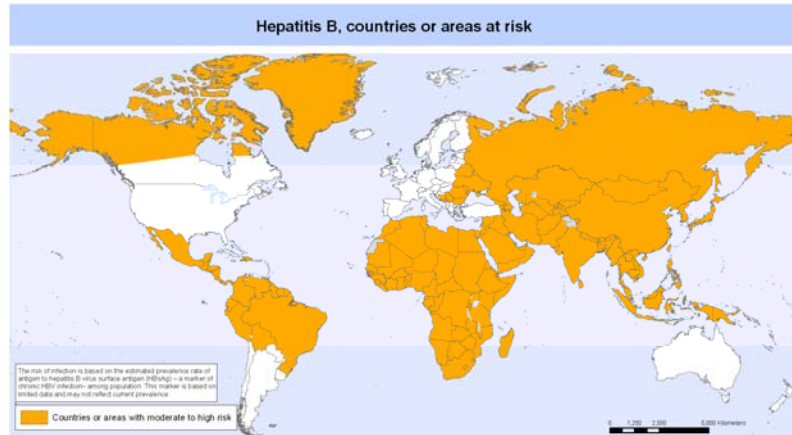 Hepatitis B, countries or areas at risk
The risk of infection is based on the estimated prevalence rate of
antigen to hepatitis B virus surface antigen (HBsAg) – a marker of
chronic HBV infection– among population. This marker is based on
limited data and may not reflect current prevalence.
Countries or areas with moderate to high risk
0 1,250 2,500 5,000 Kilometers